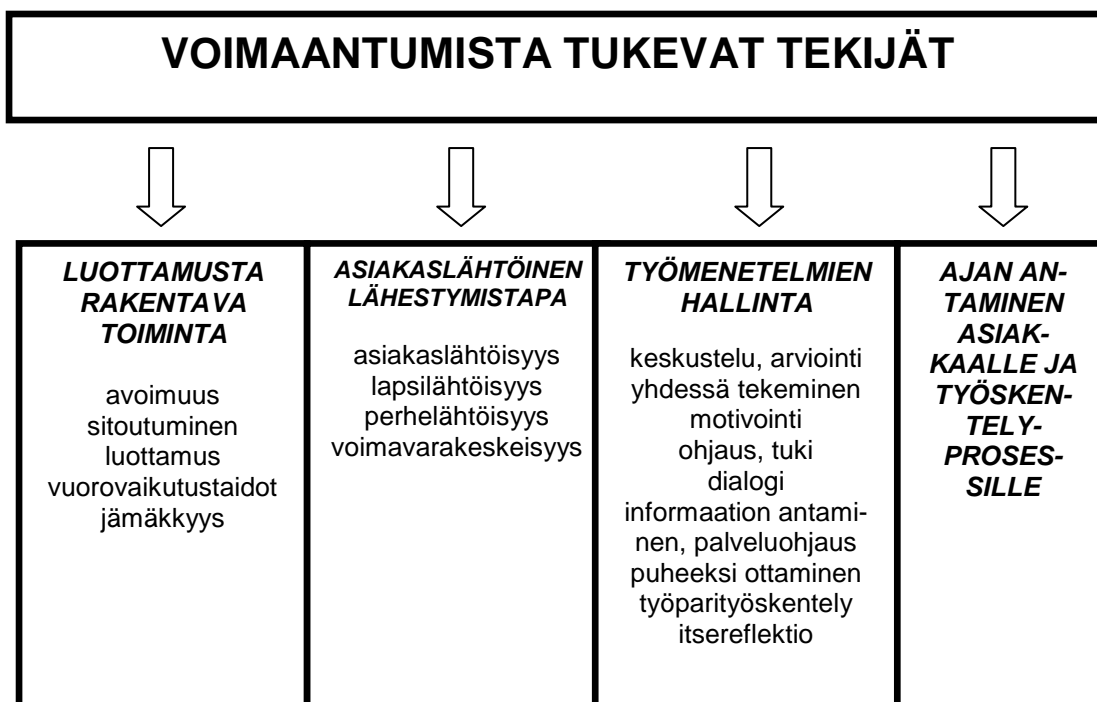 VOIMAANTUMISTA TUKEVAT TEKIJÄT
LUOTTAMUSTA
RAKENTAVA
TOIMINTA
avoimuus
sitoutuminen
luottamus
vuorovaikutustaidot
jämäkkyys
ASIAKASLÄHTÖINEN
LÄHESTYMISTAPA
asiakaslähtöisyys
lapsilähtöisyys
perhelähtöisyys
voimavarakeskeisyys
TYÖMENETELMIEN
HALLINTA
keskustelu, arviointi
yhdessä tekeminen
motivointi
ohjaus, tuki
dialogi
informaation antami-
nen, palveluohjaus
puheeksi ottaminen
työparityöskentely
itsereflektio
AJAN AN-
TAMINEN
ASIAK-
KAALLE JA
TYÖSKEN-
TELY-
PROSES-
SILLE